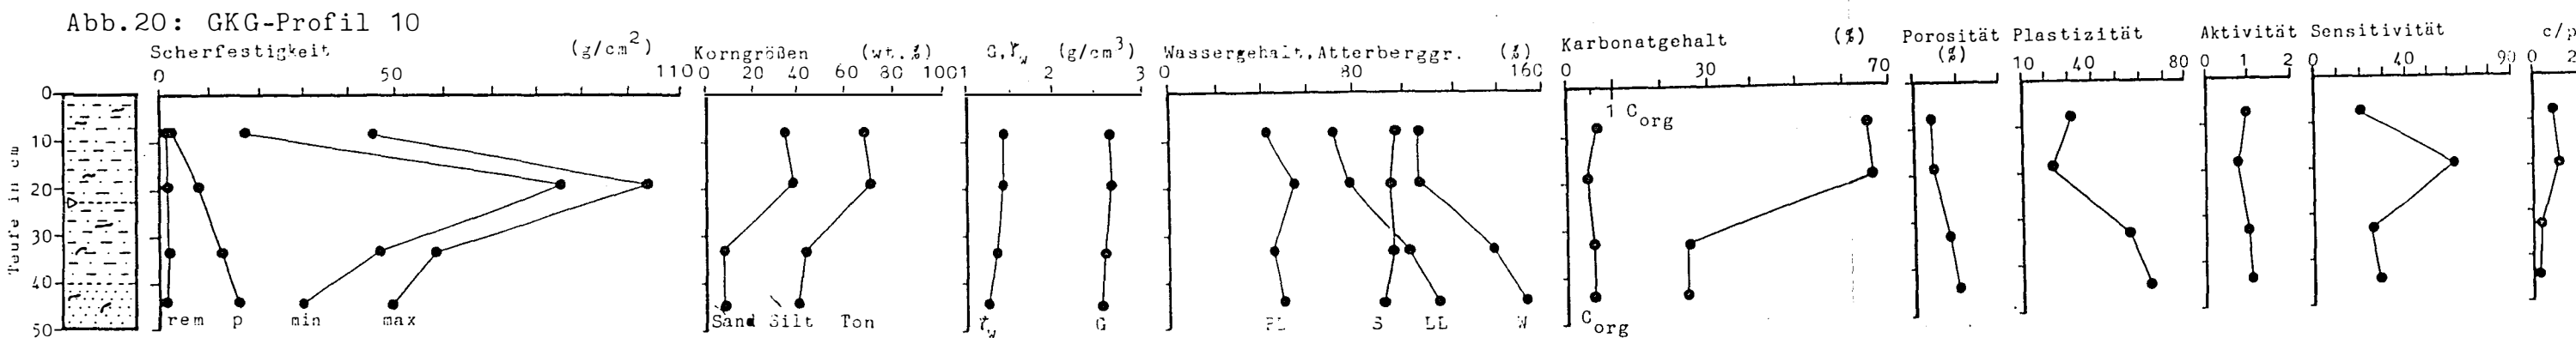 Abb.20: GKG-Profil 10
Scherfestigkeit (g/cm²) Korngrößen (wt.%) G,γw (g/cm³) Wassergehalt,Atterberggr. (%) Karbonatgehalt (%) Porosität (%) Plastizität Aktivität Sensitivität c/p
0 50 110 0 20 40 60 80 100 1 2 3 0 80 160 0 30 70 10 40 80 0 1 2 0 40 90 0 2
Teufe in cm
0
10
20
30
40
50
1 Corg
rem p min max Sand Silt Ton γw G PL S LL W Corg